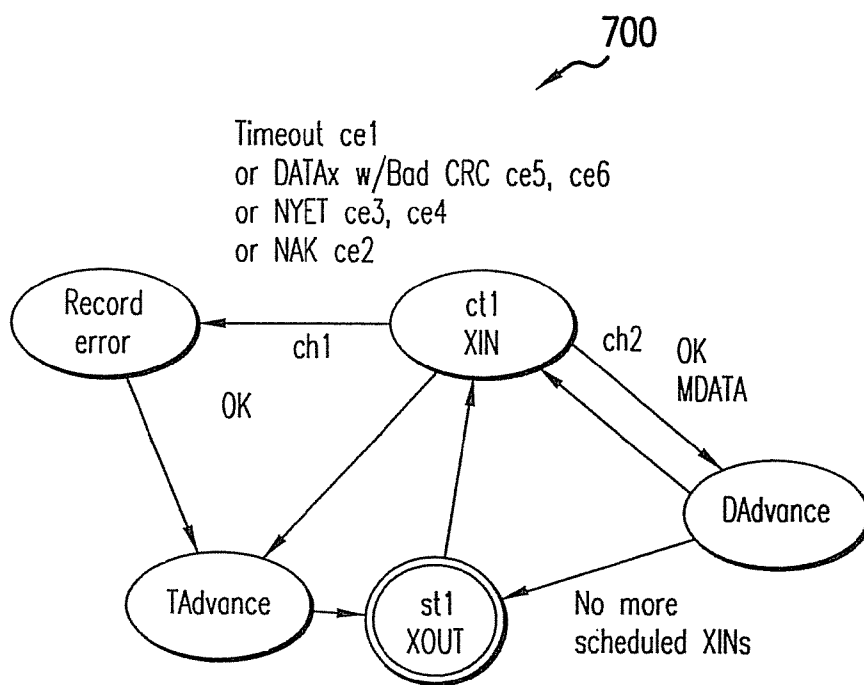 700
Timeout ce1
or DATAx w/Bad CRC ce5, ce6
or NYET ce3, ce4
or NAK ce2
Record
error
ch1
ct1
XIN
ch2
OK
MDATA
OK
DAdvance
TAdvance
st1
XOUT
No more
scheduled XINs